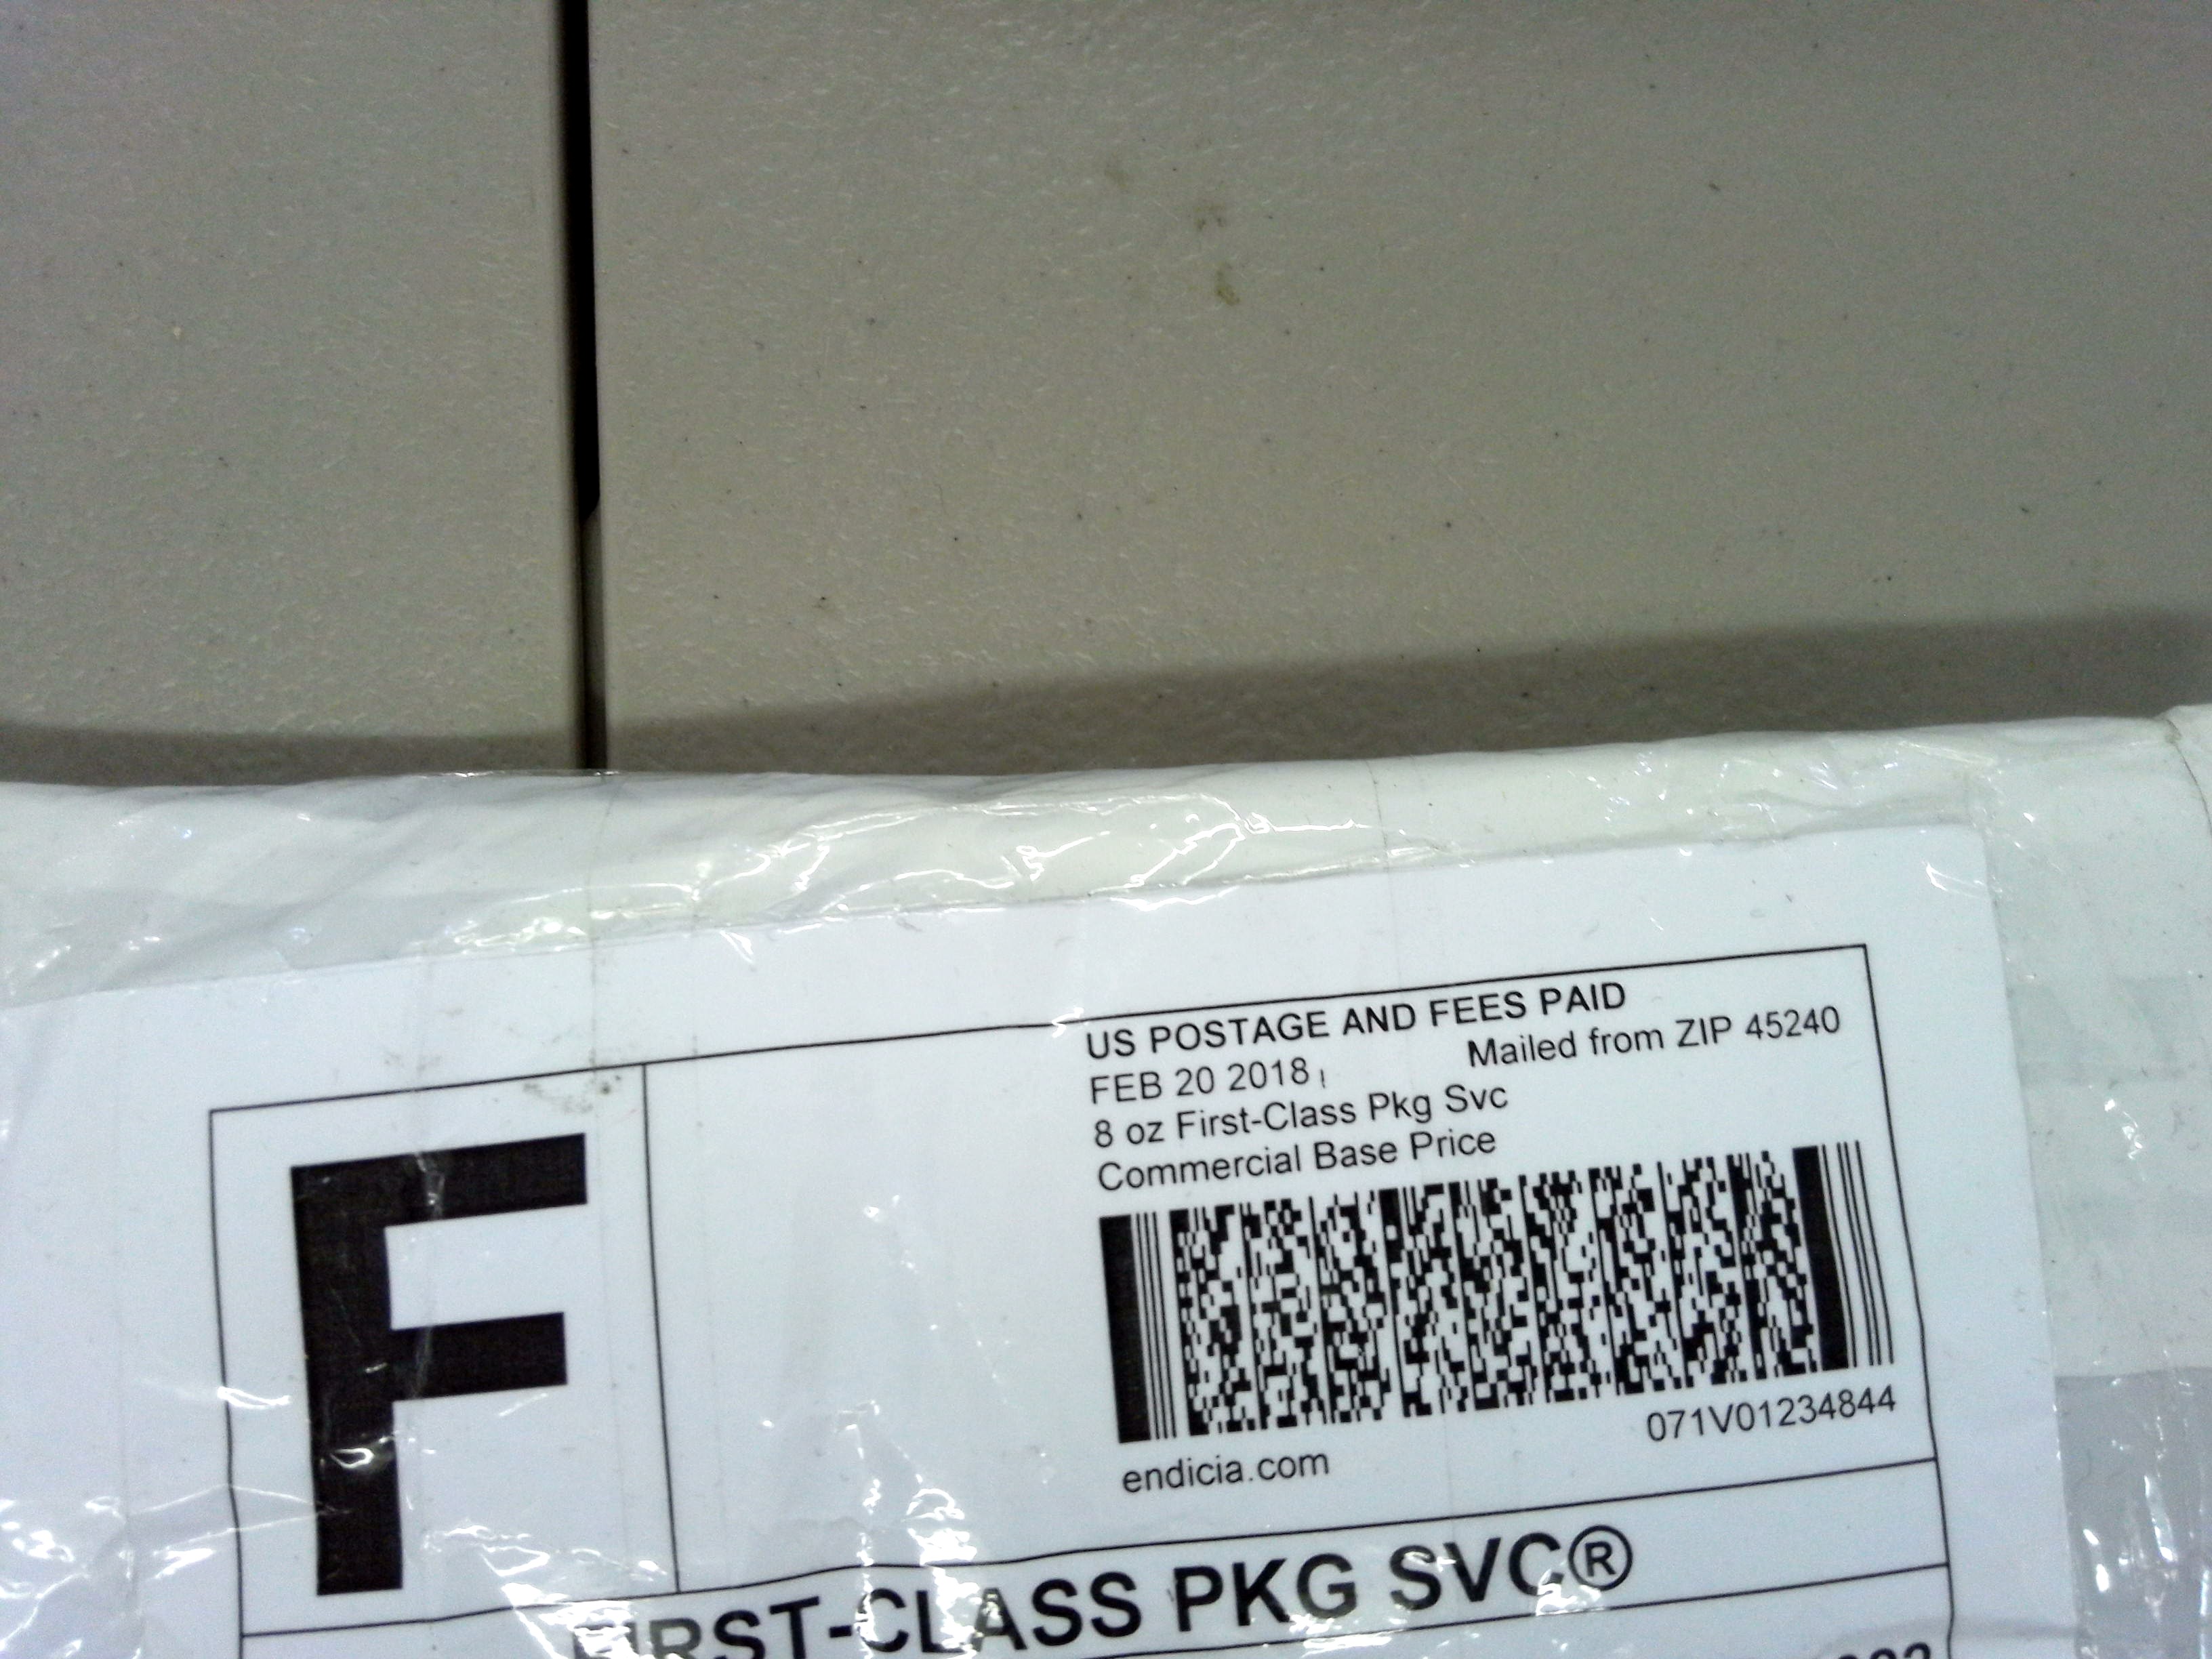 US POSTAGE AND FEES PAID
FEB 20 2018 Mailed from ZIP 45240
8 oz First-Class Pkg Svc
Commercial Base Price
071V01234844
endicia.com
F
FIRST-CLASS PKG SVC®